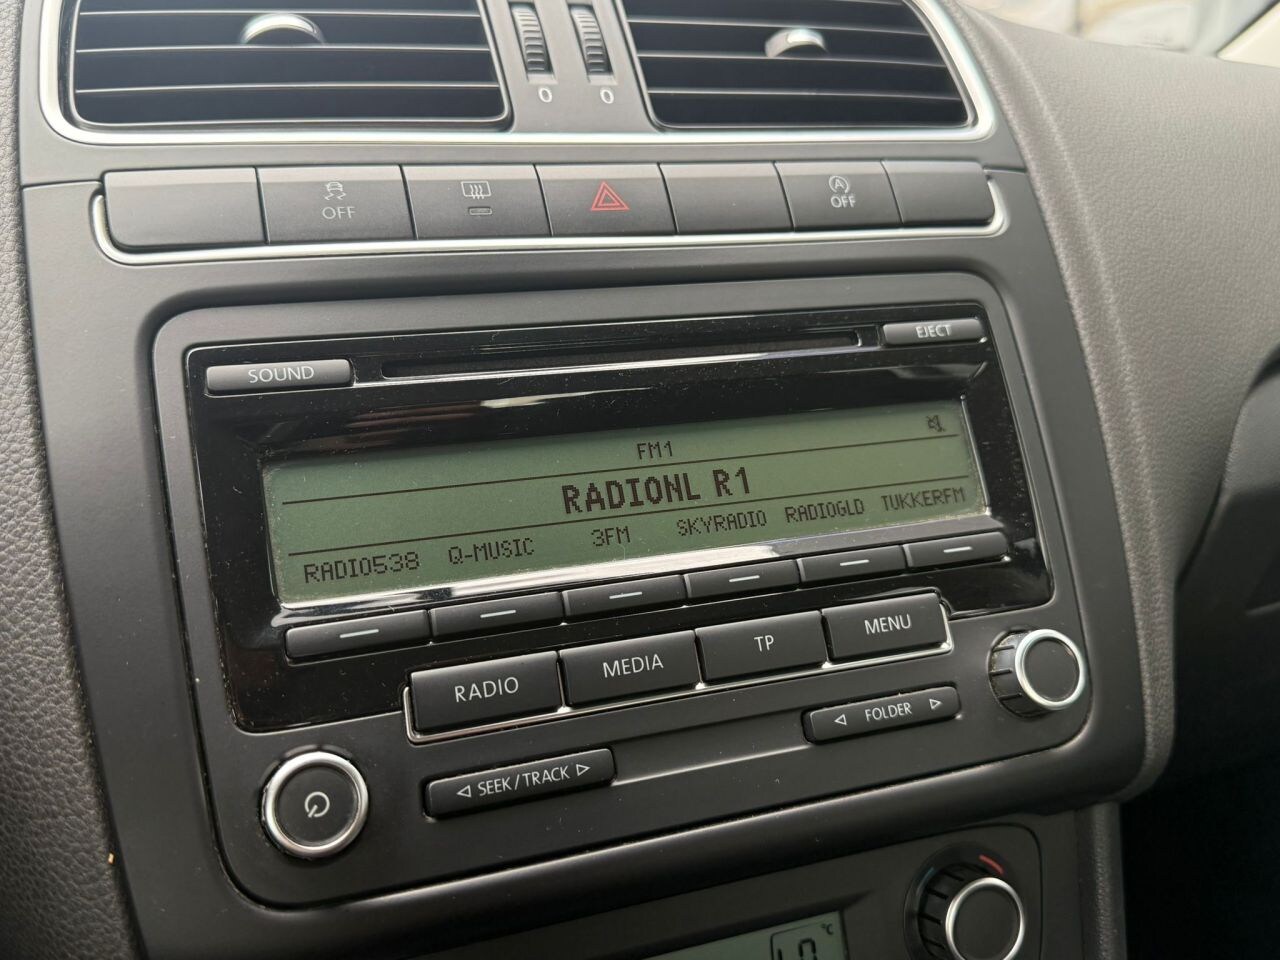 0 0
OFF
OFF
SOUND
EJECT
FM1
RADIONL R1
RADIO538 Q-MUSIC 3FM SKYRADIO RADIOGLD TUKKERFM
RADIO MEDIA TP MENU
SEEK/TRACK
FOLDER
LO °C